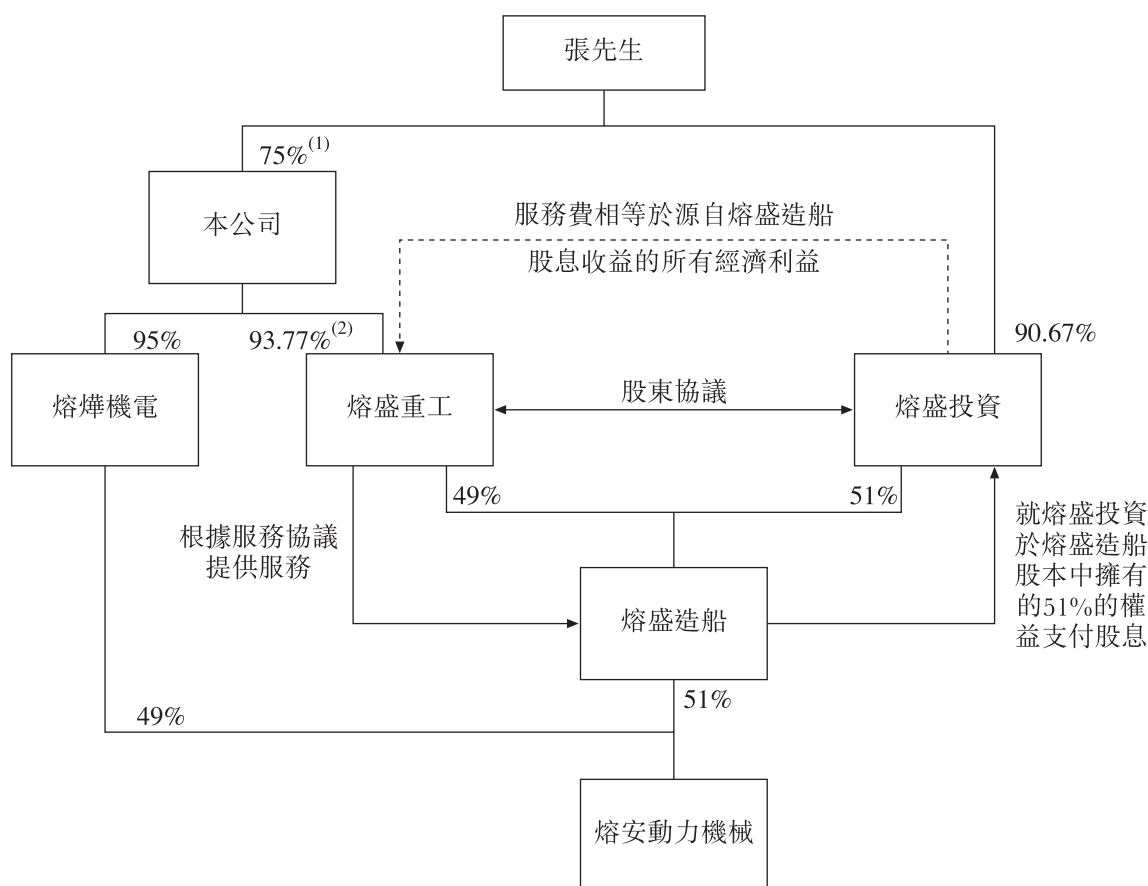 張先生
75%(1)
本公司
服務費相等於源自熔盛造船
股息收益的所有經濟利益
95%
93.77%(2)
90.67%
熔燁機電
熔盛重工
股東協議
熔盛投資
49%
51%
根據服務協議
提供服務
就熔盛投資
於熔盛造船
股本中擁有
的51%的權
益支付股息
熔盛造船
51%
49%
熔安動力機械